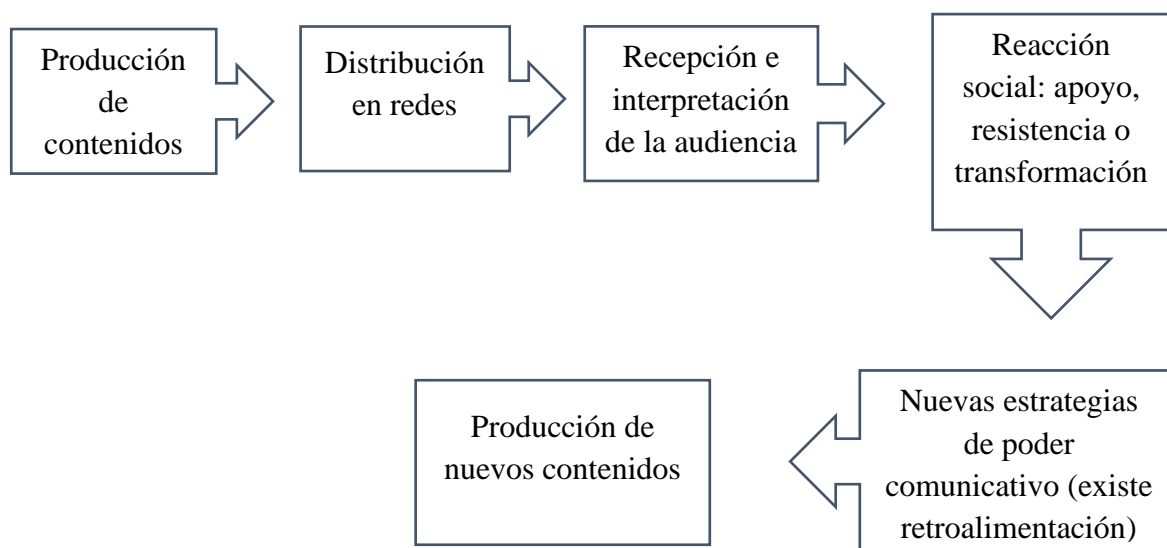 Producción
de
contenidos
Distribución
en redes
Recepción e
interpretación
de la audiencia
Reacción
social: apoyo,
resistencia o
transformación
Nuevas estrategias
de poder
comunicativo (existe
retroalimentación)
Producción de
nuevos contenidos